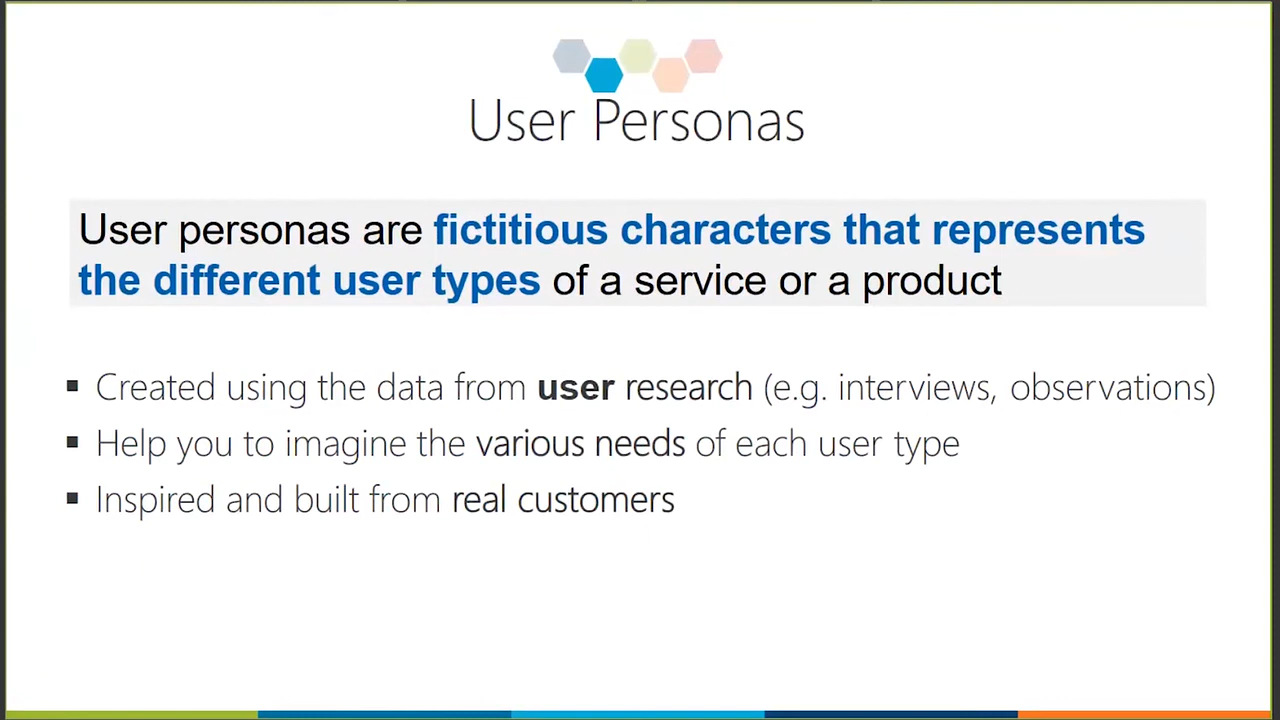 User Personas
User personas are fictitious characters that represents
the different user types of a service or a product
▪ Created using the data from user research (e.g. interviews, observations)
▪ Help you to imagine the various needs of each user type
▪ Inspired and built from real customers